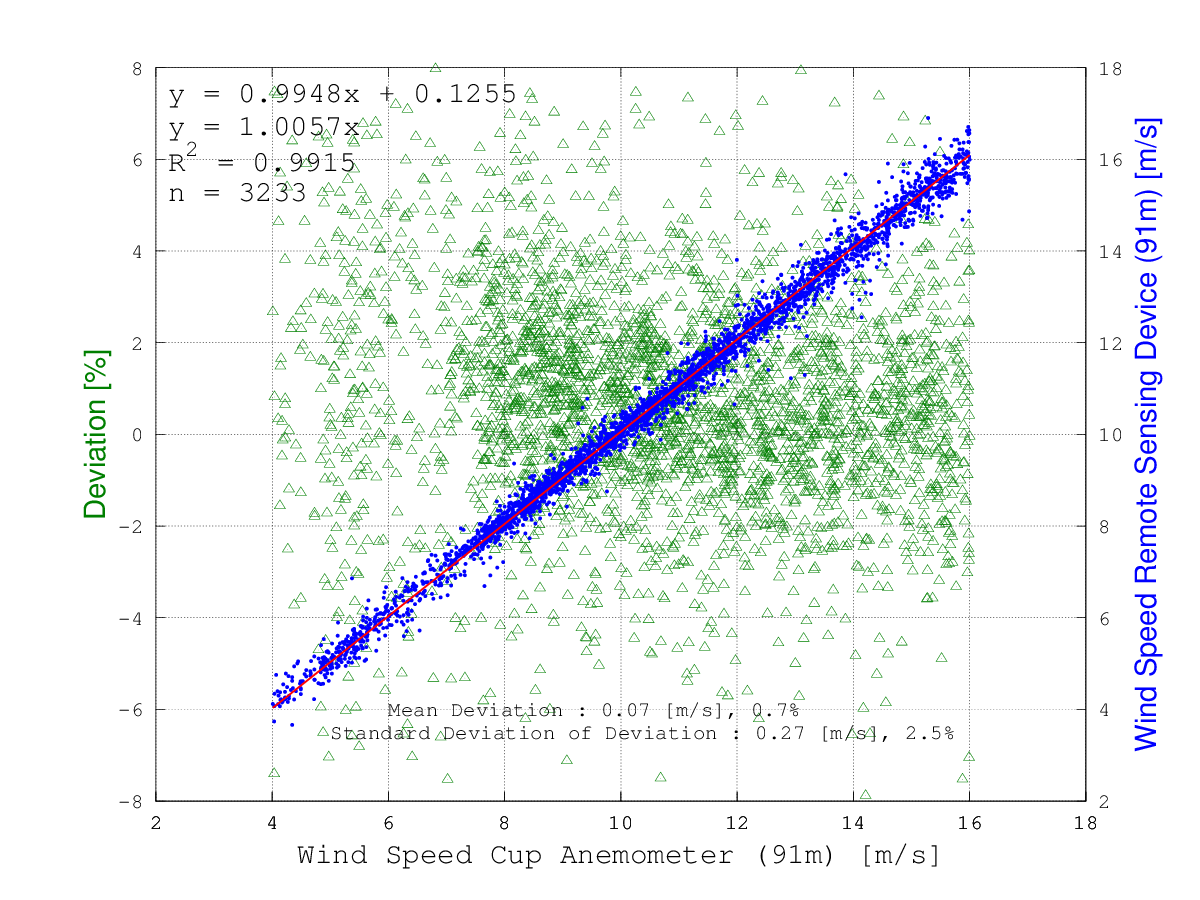 y = 0.9948x + 0.1255
y = 1.0057x
R2 = 0.9915
n = 3233
8
6
4
2
0
−2
−4
−6
−8
Deviation [%]
18
16
14
12
10
8
6
4
2
Wind Speed Remote Sensing Device (91m) [m/s]
Mean Deviation : 0.07 [m/s], 0.7%
Standard Deviation of Deviation : 0.27 [m/s], 2.5%
2 4 6 8 10 12 14 16 18
Wind Speed Cup Anemometer (91m) [m/s]